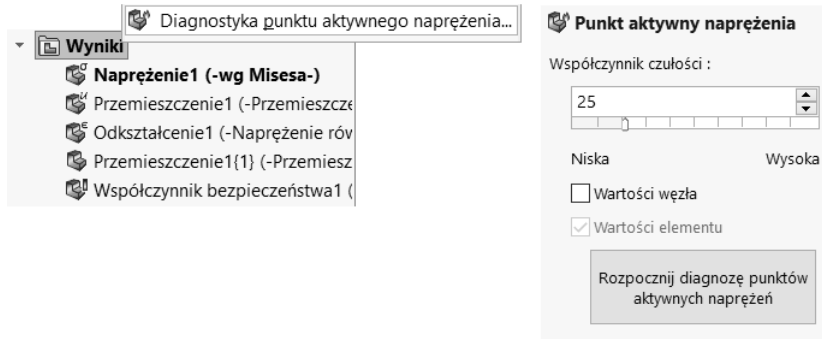 Diagnostyka punktu aktywnego naprężenia...
Wyniki
Naprężenie1 (-wg Misesa-)
Przemieszczenie1 (-Przemieszcze
Odkształcenie1 (-Naprężenie rów
Przemieszczenie1{1} (-Przemiesz
Współczynnik bezpieczeństwa1 (
Punkt aktywny naprężenia
Współczynnik czułości :
25
Niska Wysoka
Wartości węzła
Wartości elementu
Rozpocznij diagnozę punktów
aktywnych naprężeń